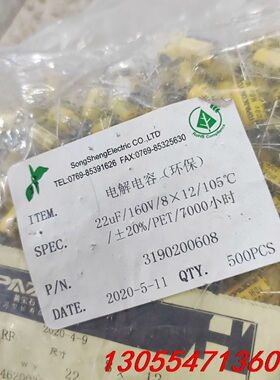 SongShengElectric CO.,LTD
TEL:0769-85391626 FAX:0769-85325630
ITEM. 电解电容（环保）
SPEC. 22uF/160V/8×12/105℃
/±20%/PET/7000小时
P/N. 3190200608
DATE. 2020-5-11 QTY. 500PCS
2020-4-9
22
13055471360